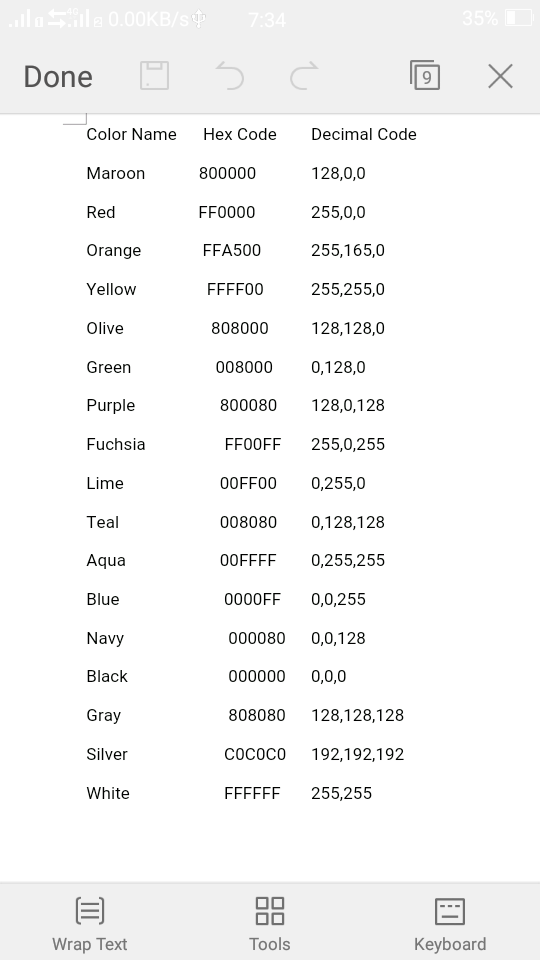 0.00KB/s 7:34 35%
Done 9
Color Name Hex Code Decimal Code
Maroon 800000 128,0,0
Red FF0000 255,0,0
Orange FFA500 255,165,0
Yellow FFFF00 255,255,0
Olive 808000 128,128,0
Green 008000 0,128,0
Purple 800080 128,0,128
Fuchsia FF00FF 255,0,255
Lime 00FF00 0,255,0
Teal 008080 0,128,128
Aqua 00FFFF 0,255,255
Blue 0000FF 0,0,255
Navy 000080 0,0,128
Black 000000 0,0,0
Gray 808080 128,128,128
Silver C0C0C0 192,192,192
White FFFFFF 255,255
Wrap Text Tools Keyboard